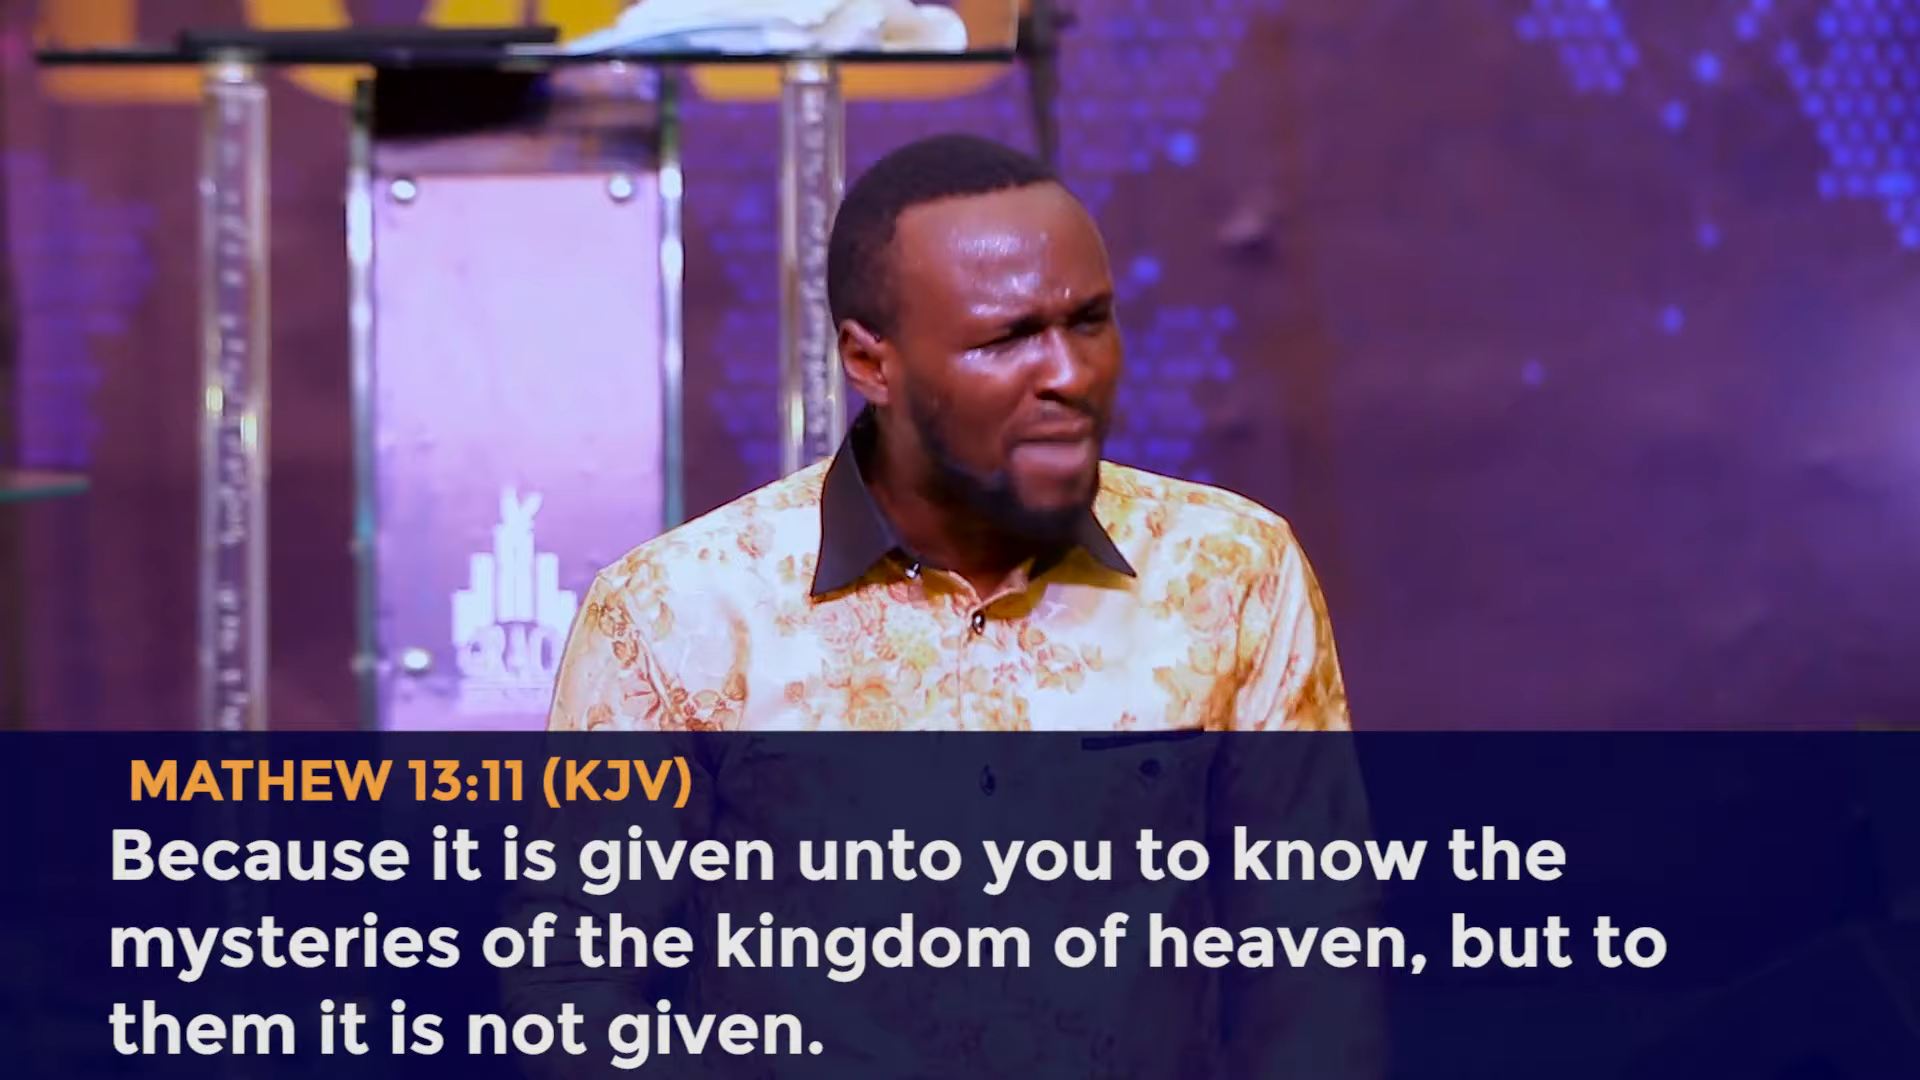 MATHEW 13:11 (KJV)
Because it is given unto you to know the
mysteries of the kingdom of heaven, but to
them it is not given.